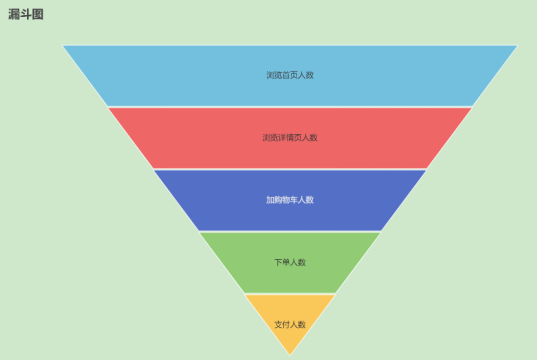 漏斗图
浏览首页人数
浏览详情页人数
加购物车人数
下单人数
支付人数